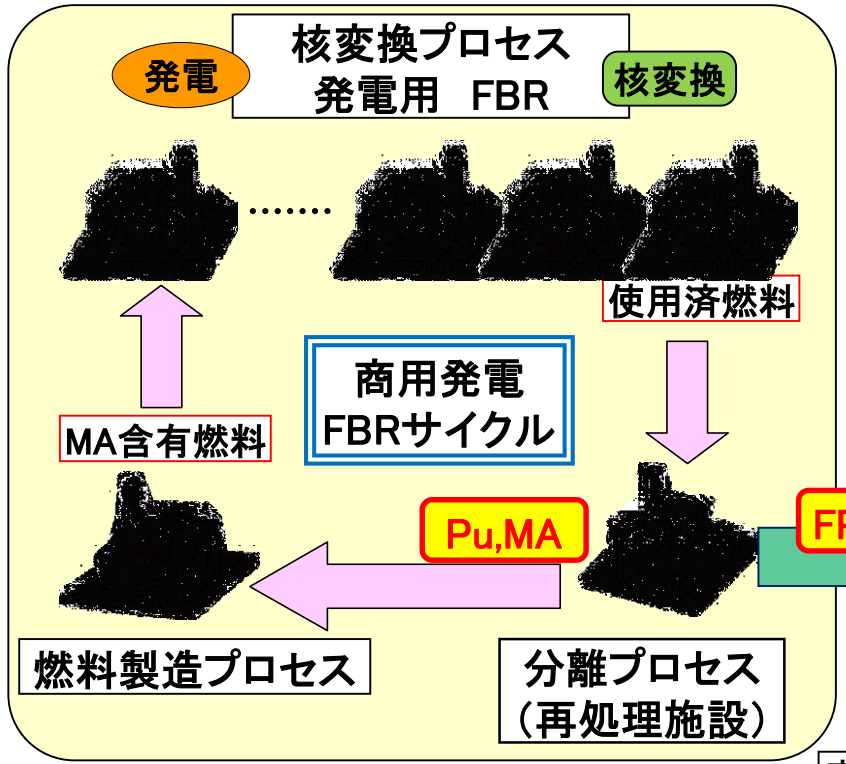 核変換プロセス
発電用 FBR
発電
核変換
使用済燃料
商用発電
FBRサイクル
MA含有燃料
Pu,MA
燃料製造プロセス
分離プロセス
（再処理施設）